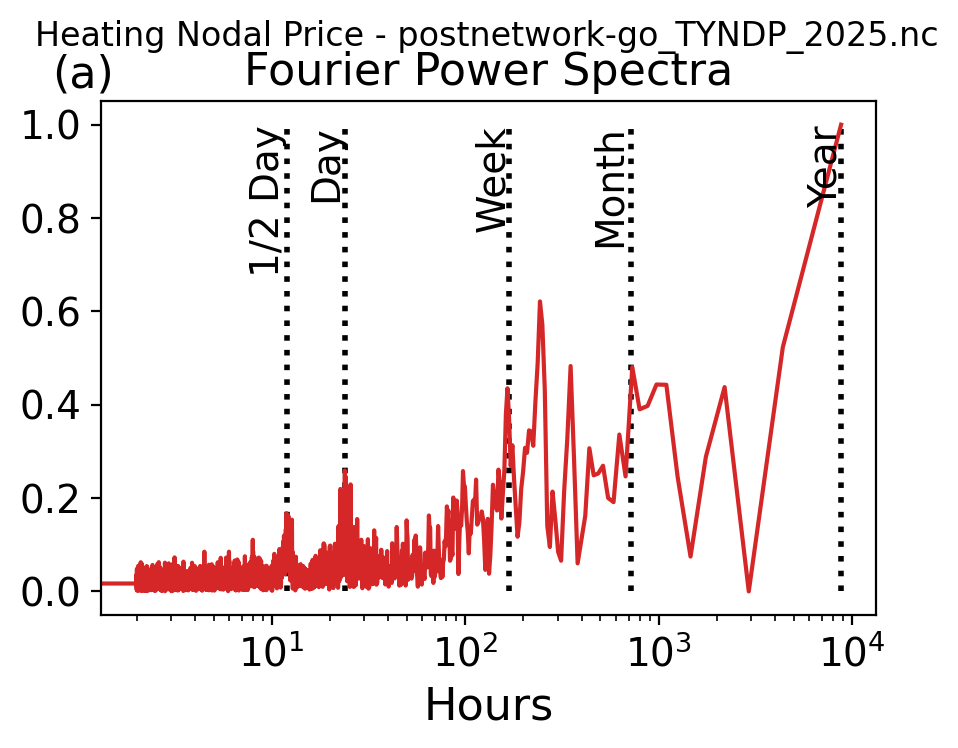 Heating Nodal Price - postnetwork-go_TYNDP_2025.nc
(a) Fourier Power Spectra
1.0
0.8
0.6
0.4
0.2
0.0
1/2 Day
Day
Week
Month
Year
10¹ 10² 10³ 10⁴
Hours